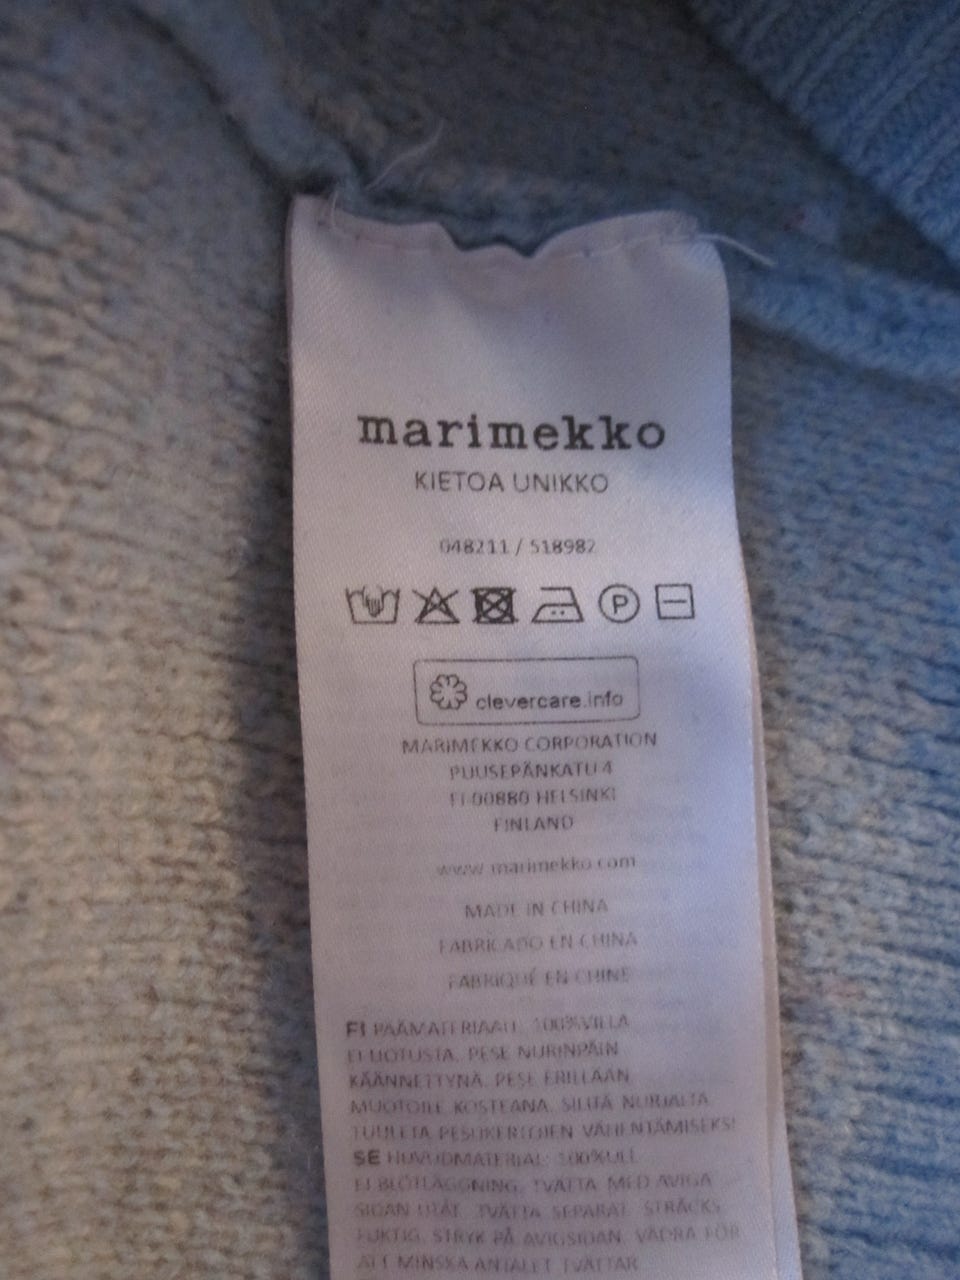 marimekko
KIETOA UNIKKO
048211 / 518982
P
clevercare.info
MARIMEKKO CORPORATION
PUUSEPÄNKATU 4
FI-00880 HELSINKI
FINLAND
www.marimekko.com
MADE IN CHINA
FABRICADO EN CHINA
FABRIQUÉ EN CHINE
FI PÄÄMATERIAALI: 100%VILLA
EI LIOTUSTA. PESE NURINPÄIN
KÄÄNNETTYNÄ. PESE ERILLÄÄN.
MUOTOILE KOSTEANA. SILITÄ NURJALTA.
TUULETA PESUKERTOJEN VÄHENTÄMISEKSI
SE HUVUDMATERIAL: 100%ULL
EJ BLÖTLÄGGNING. TVÄTTA MED AVIGA
SIDAN UTÅT. TVÄTTA SEPARAT. STRÄCKS
FUKTIG. STRYK PÅ AVIGSIDAN. VÄDRA FÖR
ATT MINSKA ANTALET TVÄTTAR